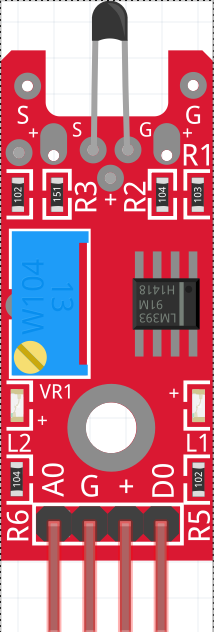 S G
+ S G +
R1
102 151 R3 + R2 104 103
W104
13
LM393
91M
H1418
VR1
+ +
L2 L1
104 A0 G + D0 102
R6 R5